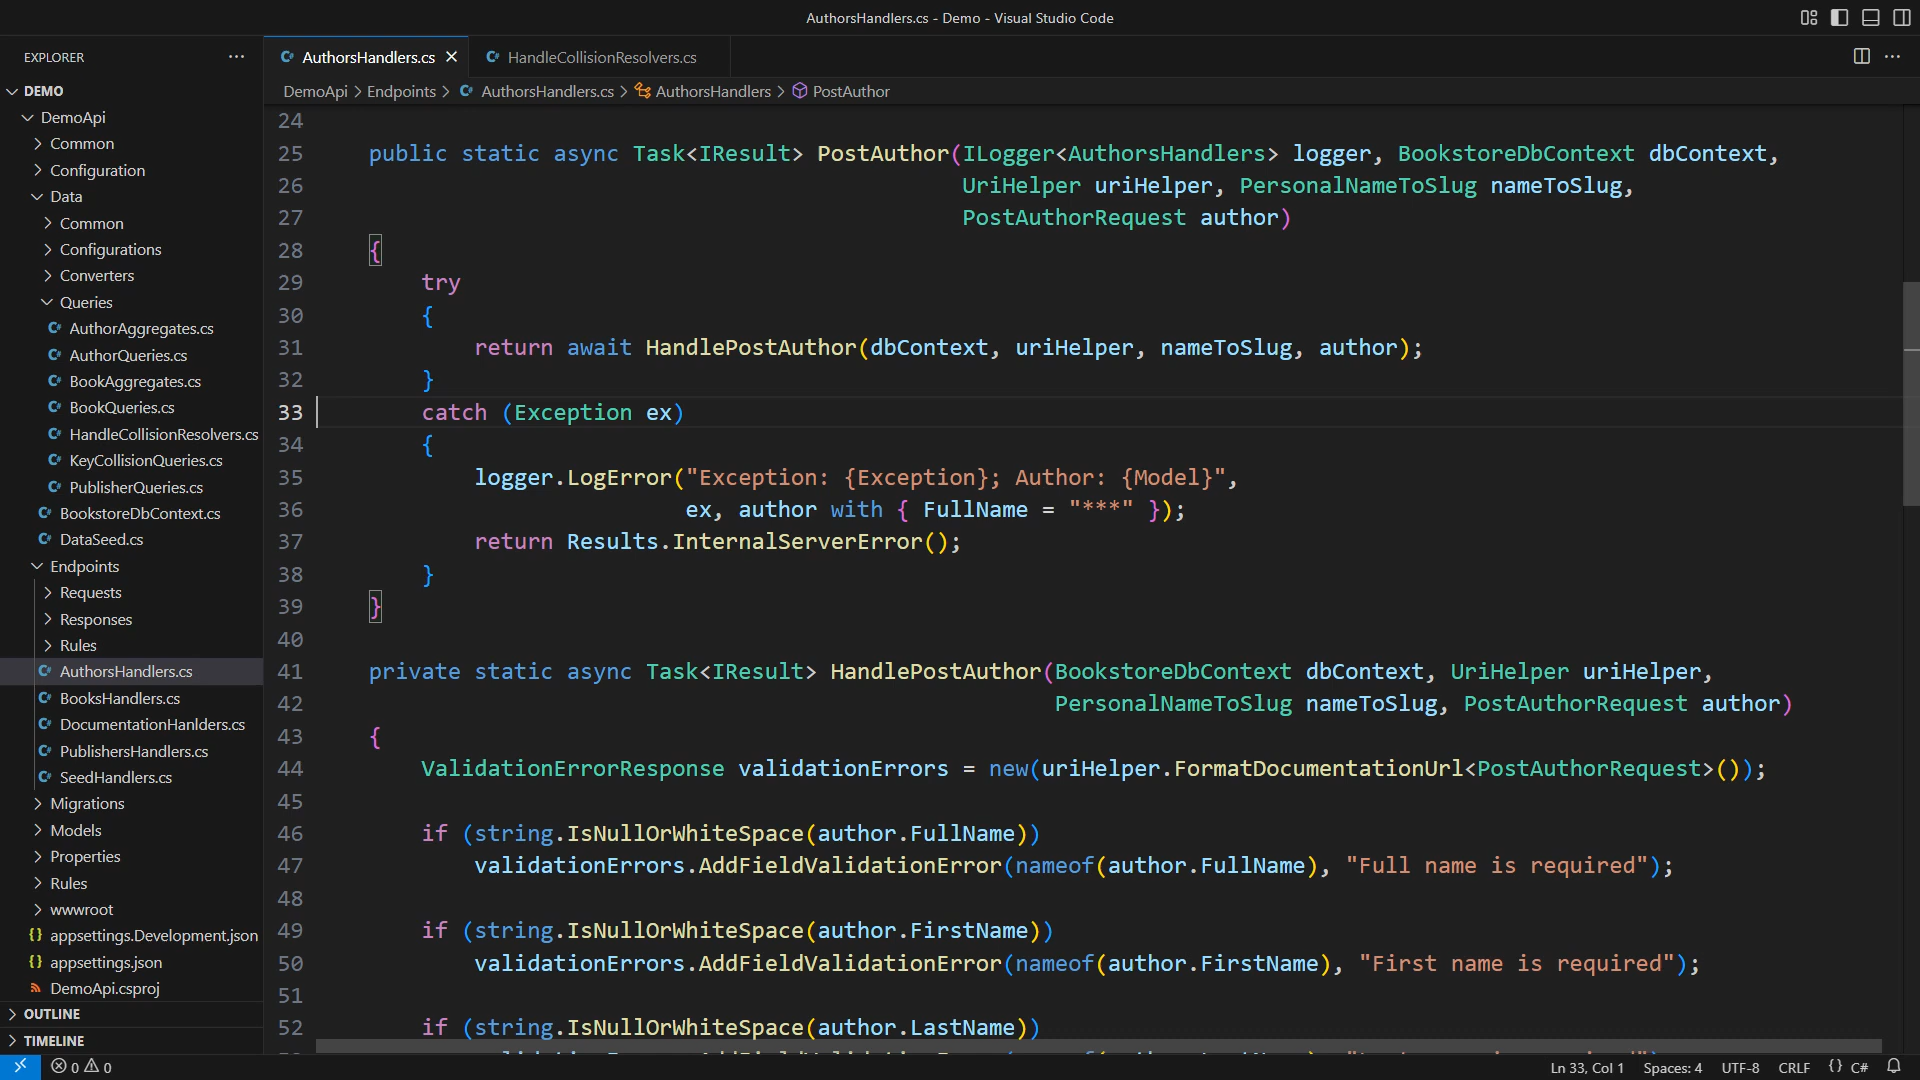 AuthorsHandlers.cs - Demo - Visual Studio Code
EXPLORER
DEMO
DemoApi
Common
Configuration
Data
Common
Configurations
Converters
Queries
AuthorAggregates.cs
AuthorQueries.cs
BookAggregates.cs
BookQueries.cs
HandleCollisionResolvers.cs
KeyCollisionQueries.cs
PublisherQueries.cs
BookstoreDbContext.cs
DataSeed.cs
Endpoints
Requests
Responses
Rules
AuthorsHandlers.cs
BooksHandlers.cs
DocumentationHanlders.cs
PublishersHandlers.cs
SeedHandlers.cs
Migrations
Models
Properties
Rules
wwwroot
appsettings.Development.json
appsettings.json
DemoApi.csproj
OUTLINE
TIMELINE
AuthorsHandlers.cs HandleCollisionResolvers.cs
DemoApi > Endpoints > AuthorsHandlers.cs > AuthorsHandlers > PostAuthor
24
25 public static async Task<IResult> PostAuthor(ILogger<AuthorsHandlers> logger, BookstoreDbContext dbContext,
26 UriHelper uriHelper, PersonalNameToSlug nameToSlug,
27 PostAuthorRequest author)
28 {
29 try
30 {
31 return await HandlePostAuthor(dbContext, uriHelper, nameToSlug, author);
32 }
33 catch (Exception ex)
34 {
35 logger.LogError("Exception: {Exception}; Author: {Model}",
36 ex, author with { FullName = "***" });
37 return Results.InternalServerError();
38 }
39 }
40
41 private static async Task<IResult> HandlePostAuthor(BookstoreDbContext dbContext, UriHelper uriHelper,
42 PersonalNameToSlug nameToSlug, PostAuthorRequest author)
43 {
44 ValidationErrorResponse validationErrors = new(uriHelper.FormatDocumentationUrl<PostAuthorRequest>());
45
46 if (string.IsNullOrWhiteSpace(author.FullName))
47 validationErrors.AddFieldValidationError(nameof(author.FullName), "Full name is required");
48
49 if (string.IsNullOrWhiteSpace(author.FirstName))
50 validationErrors.AddFieldValidationError(nameof(author.FirstName), "First name is required");
51
52 if (string.IsNullOrWhiteSpace(author.LastName))
0 0 Ln 33, Col 1 Spaces: 4 UTF-8 CRLF {} C#